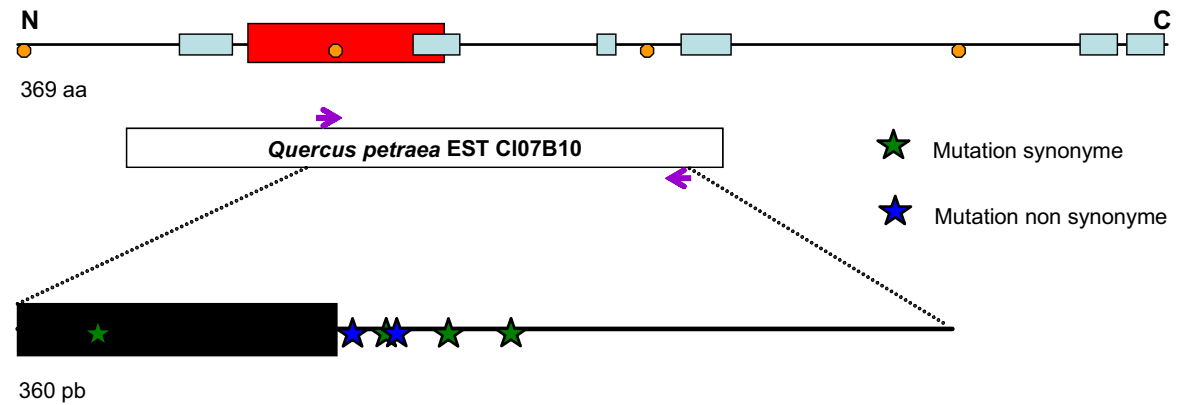 N
C
369 aa
Quercus petraea EST CI07B10
Mutation synonyme
Mutation non synonyme
360 pb